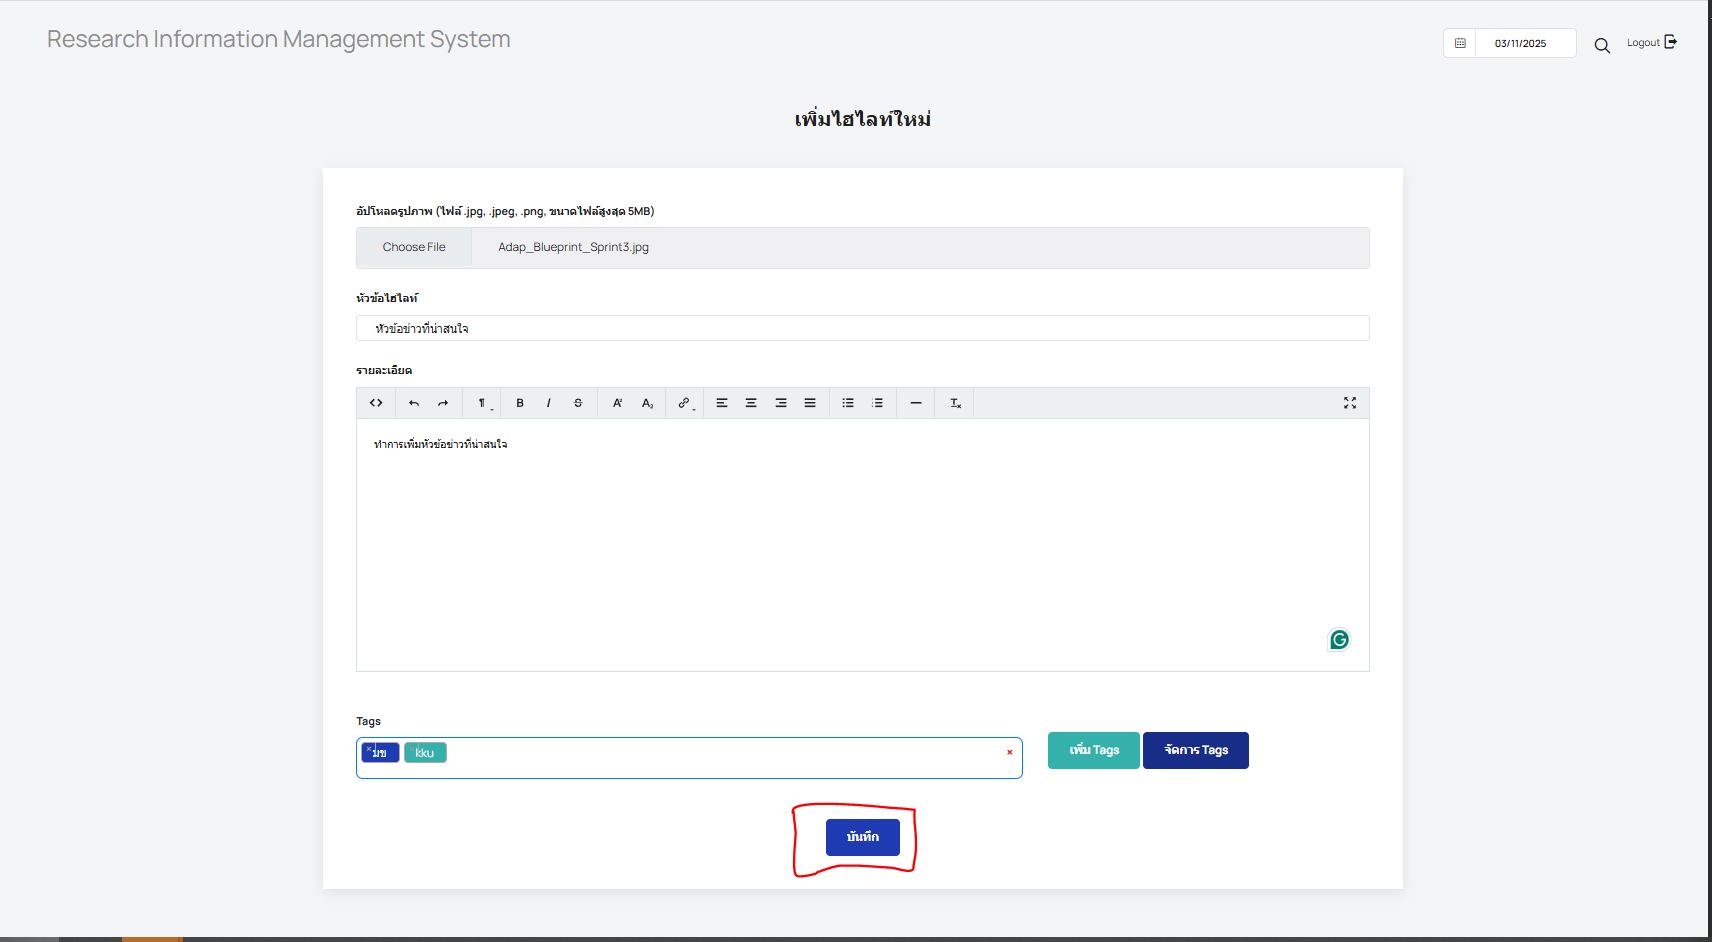 Research Information Management System
03/11/2025
Logout
เพิ่มไฮไลท์ใหม่
อัปโหลดรูปภาพ (ไฟล์ .jpg, .jpeg, .png, ขนาดไฟล์สูงสุด 5MB)
Choose File Adap_Blueprint_Sprint3.jpg
หัวข้อไฮไลท์
หัวข้อข่าวที่น่าสนใจ
รายละเอียด
ทำการเพิ่มหัวข้อข่าวที่น่าสนใจ
Tags
× มข × kku ×
เพิ่ม Tags จัดการ Tags
บันทึก